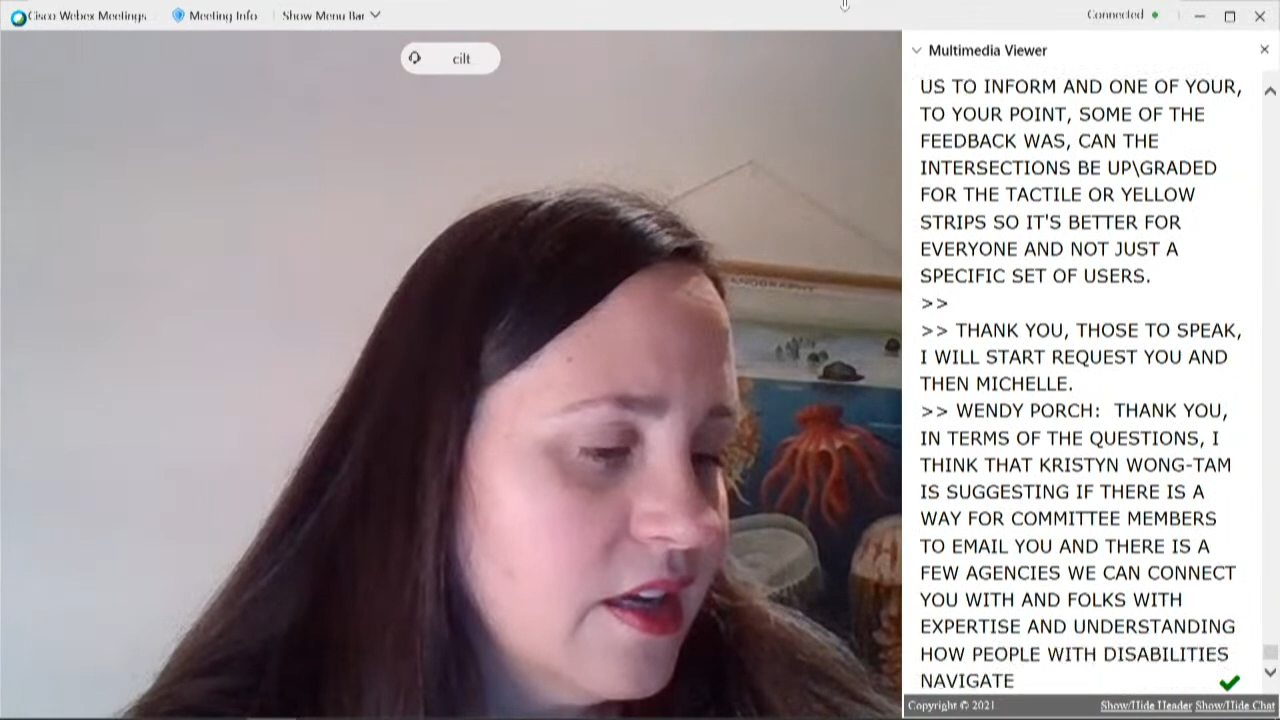 Cisco Webex Meetings
Meeting Info
Show Menu Bar
Connected
cilt
Multimedia Viewer
US TO INFORM AND ONE OF YOUR,
TO YOUR POINT, SOME OF THE
FEEDBACK WAS, CAN THE
INTERSECTIONS BE UP\GRADED
FOR THE TACTILE OR YELLOW
STRIPS SO IT'S BETTER FOR
EVERYONE AND NOT JUST A
SPECIFIC SET OF USERS.
>>
>> THANK YOU, THOSE TO SPEAK,
I WILL START REQUEST YOU AND
THEN MICHELLE.
>> WENDY PORCH: THANK YOU,
IN TERMS OF THE QUESTIONS, I
THINK THAT KRISTYN WONG-TAM
IS SUGGESTING IF THERE IS A
WAY FOR COMMITTEE MEMBERS
TO EMAIL YOU AND THERE IS A
FEW AGENCIES WE CAN CONNECT
YOU WITH AND FOLKS WITH
EXPERTISE AND UNDERSTANDING
HOW PEOPLE WITH DISABILITIES
NAVIGATE
Copyright © 2021
Show/Hide Header Show/Hide Chat